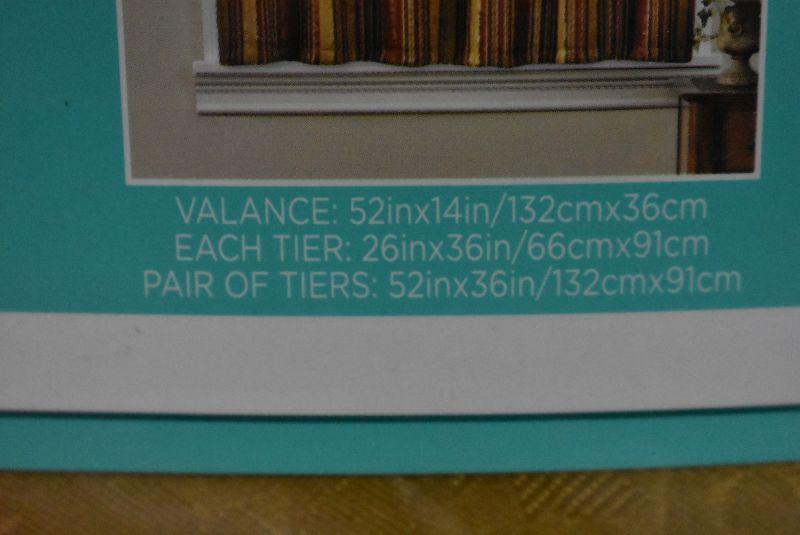 VALANCE: 52inx14in/132cmx36cm
EACH TIER: 26inx36in/66cmx91cm
PAIR OF TIERS: 52inx36in/132cmx91cm